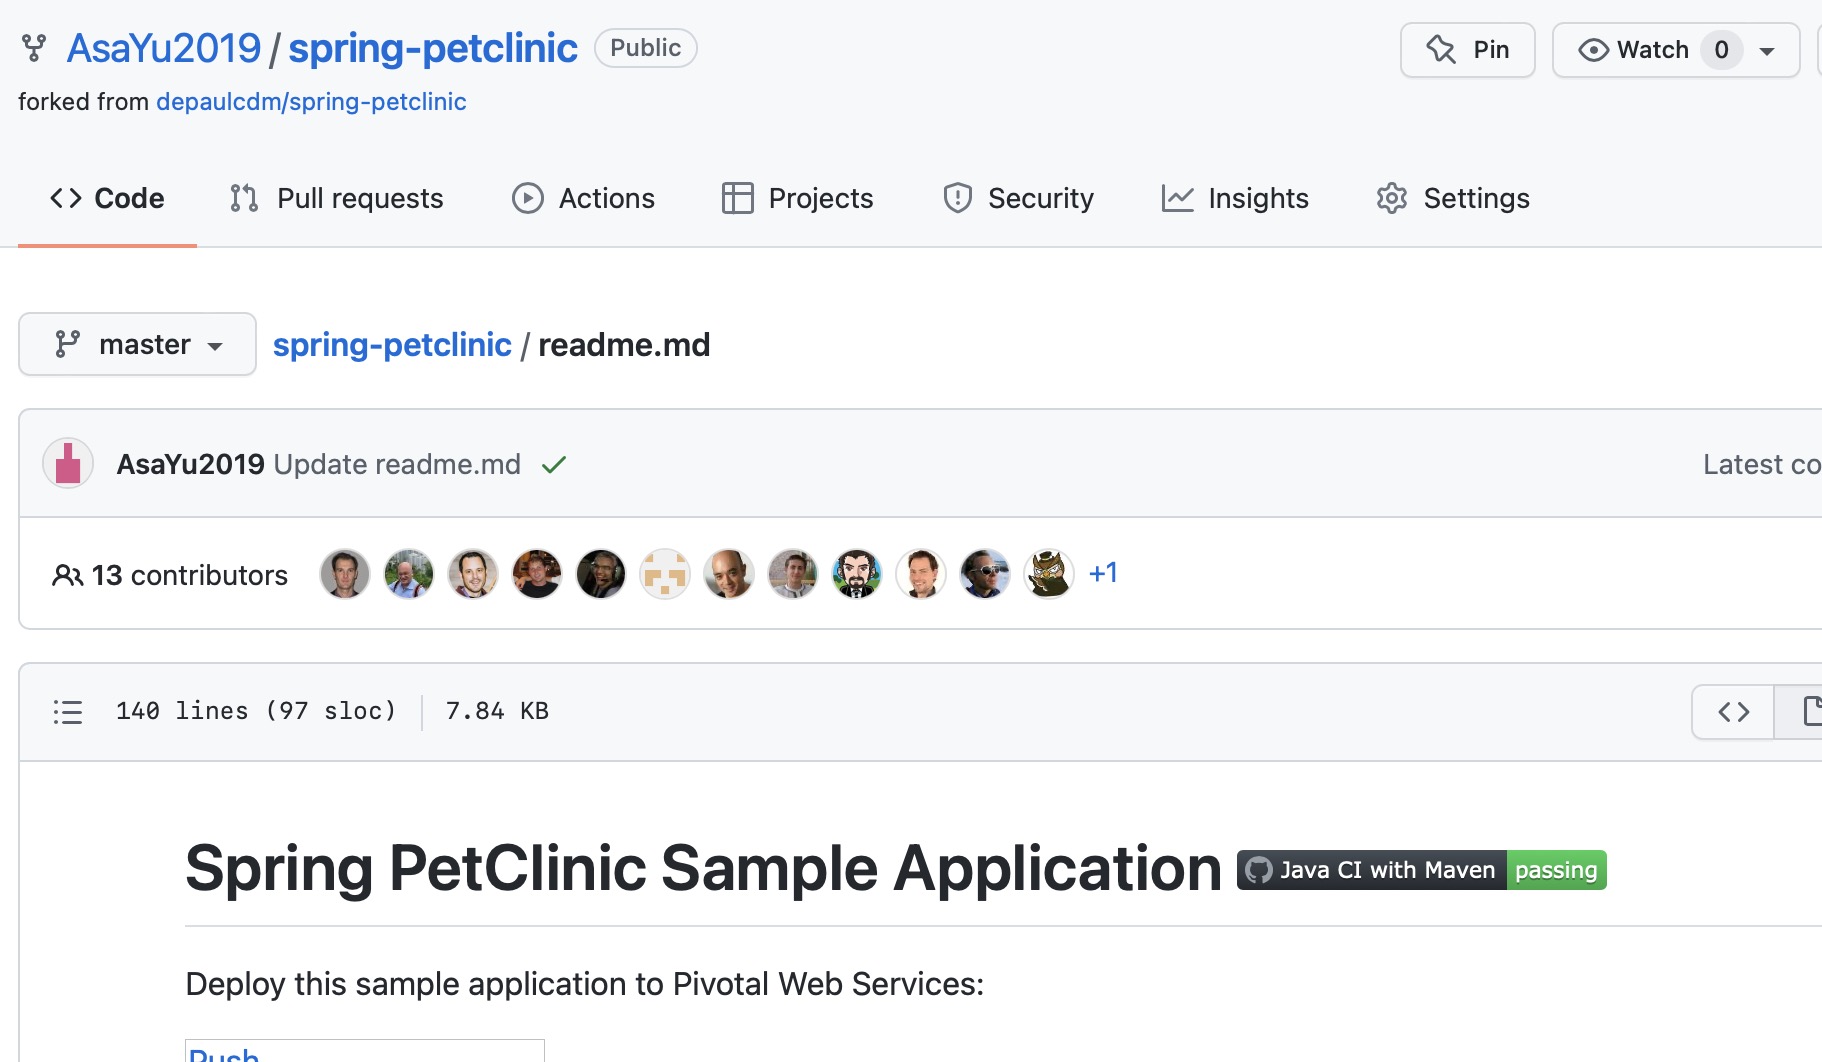 AsaYu2019 / spring-petclinic Public Pin Watch 0
forked from depaulcdm/spring-petclinic
Code Pull requests Actions Projects Security Insights Settings
master spring-petclinic / readme.md
AsaYu2019 Update readme.md Latest co
13 contributors +1
140 lines (97 sloc) 7.84 KB
Spring PetClinic Sample Application Java CI with Maven passing
Deploy this sample application to Pivotal Web Services:
Push